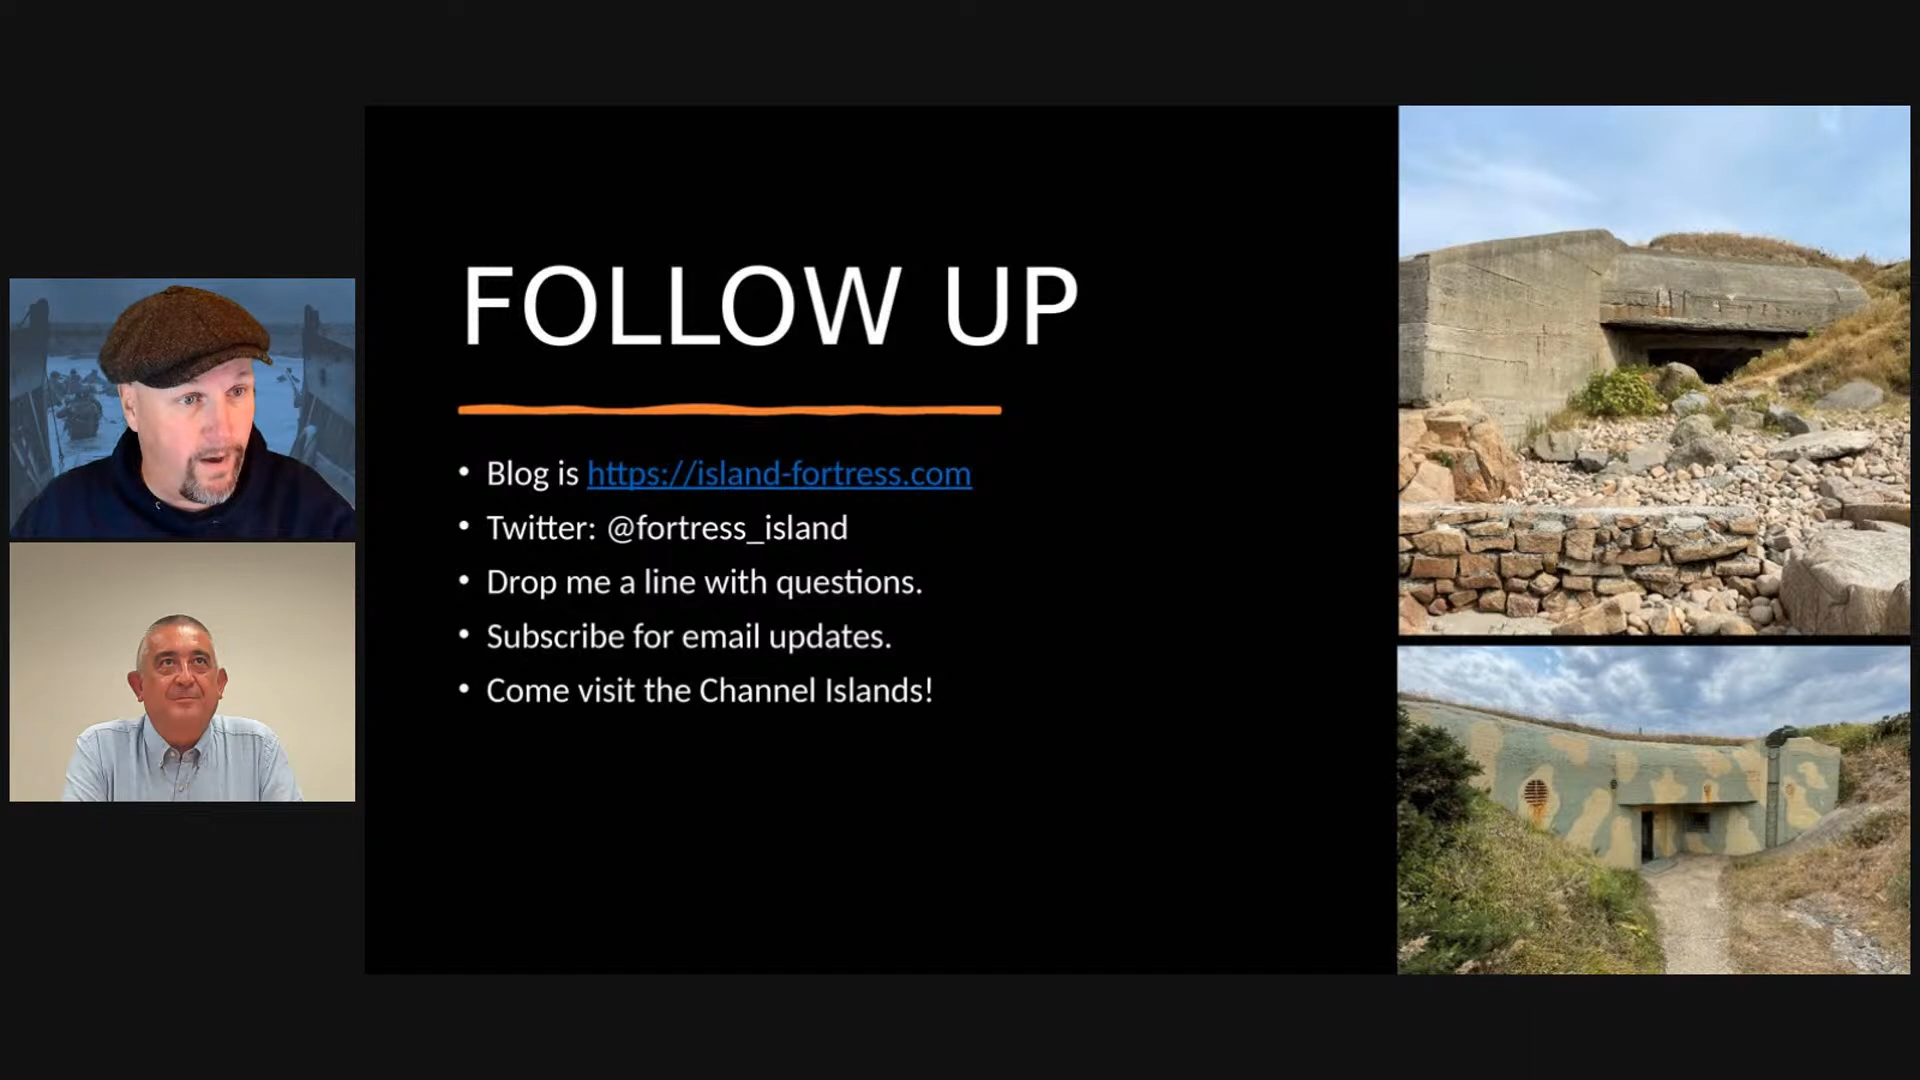 FOLLOW UP
• Blog is https://island-fortress.com
• Twitter: @fortress_island
• Drop me a line with questions.
• Subscribe for email updates.
• Come visit the Channel Islands!